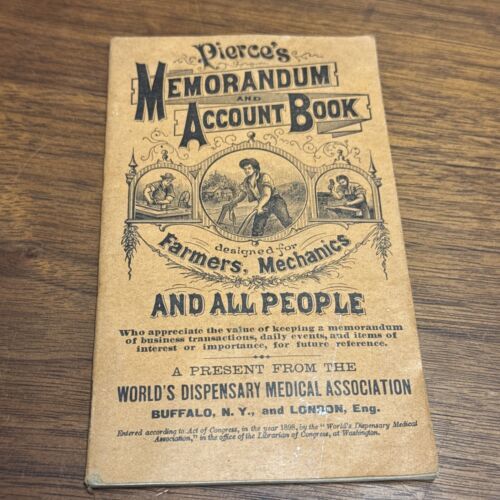 Pierce's
MEMORANDUM
AND
ACCOUNT BOOK
designed for
Farmers, Mechanics
AND ALL PEOPLE
Who appreciate the value of keeping a memorandum
of business transactions, daily events, and items of
interest or importance, for future reference.
A PRESENT FROM THE
WORLD'S DISPENSARY MEDICAL ASSOCIATION
BUFFALO, N. Y., and LONDON, Eng.
Entered according to Act of Congress, in the year 1898, by the "World's Dispensary Medical
Association," in the office of the Librarian of Congress, at Washington.